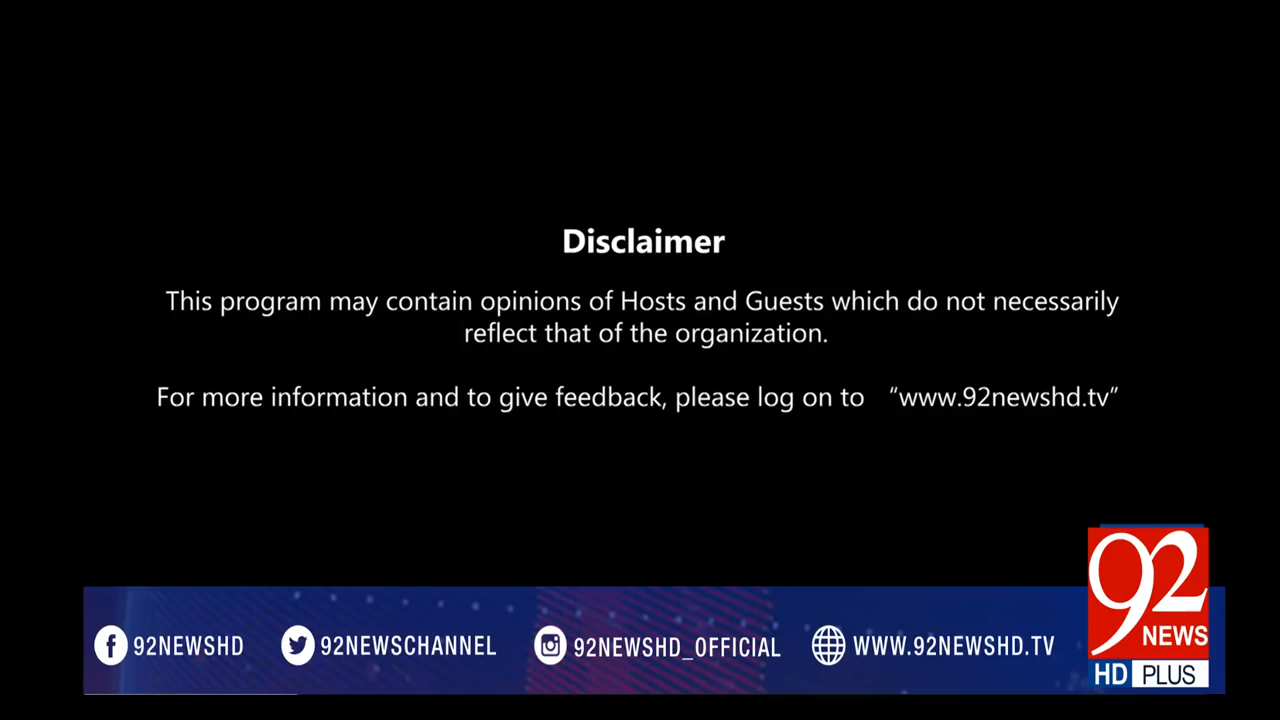 Disclaimer
This program may contain opinions of Hosts and Guests which do not necessarily
reflect that of the organization.
For more information and to give feedback, please log on to “www.92newshd.tv”
92NEWSHD 92NEWSCHANNEL 92NEWSHD_OFFICIAL WWW.92NEWSHD.TV
92
NEWS
HD PLUS